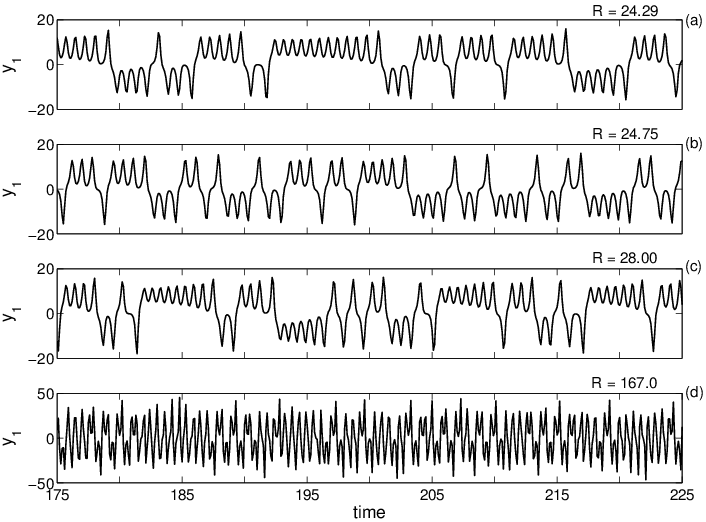 R = 24.29
(a)
20
0
−20
y1
R = 24.75
(b)
20
0
−20
y1
R = 28.00
(c)
20
0
−20
y1
R = 167.0
(d)
50
0
−50
y1
175 185 195 205 215 225
time